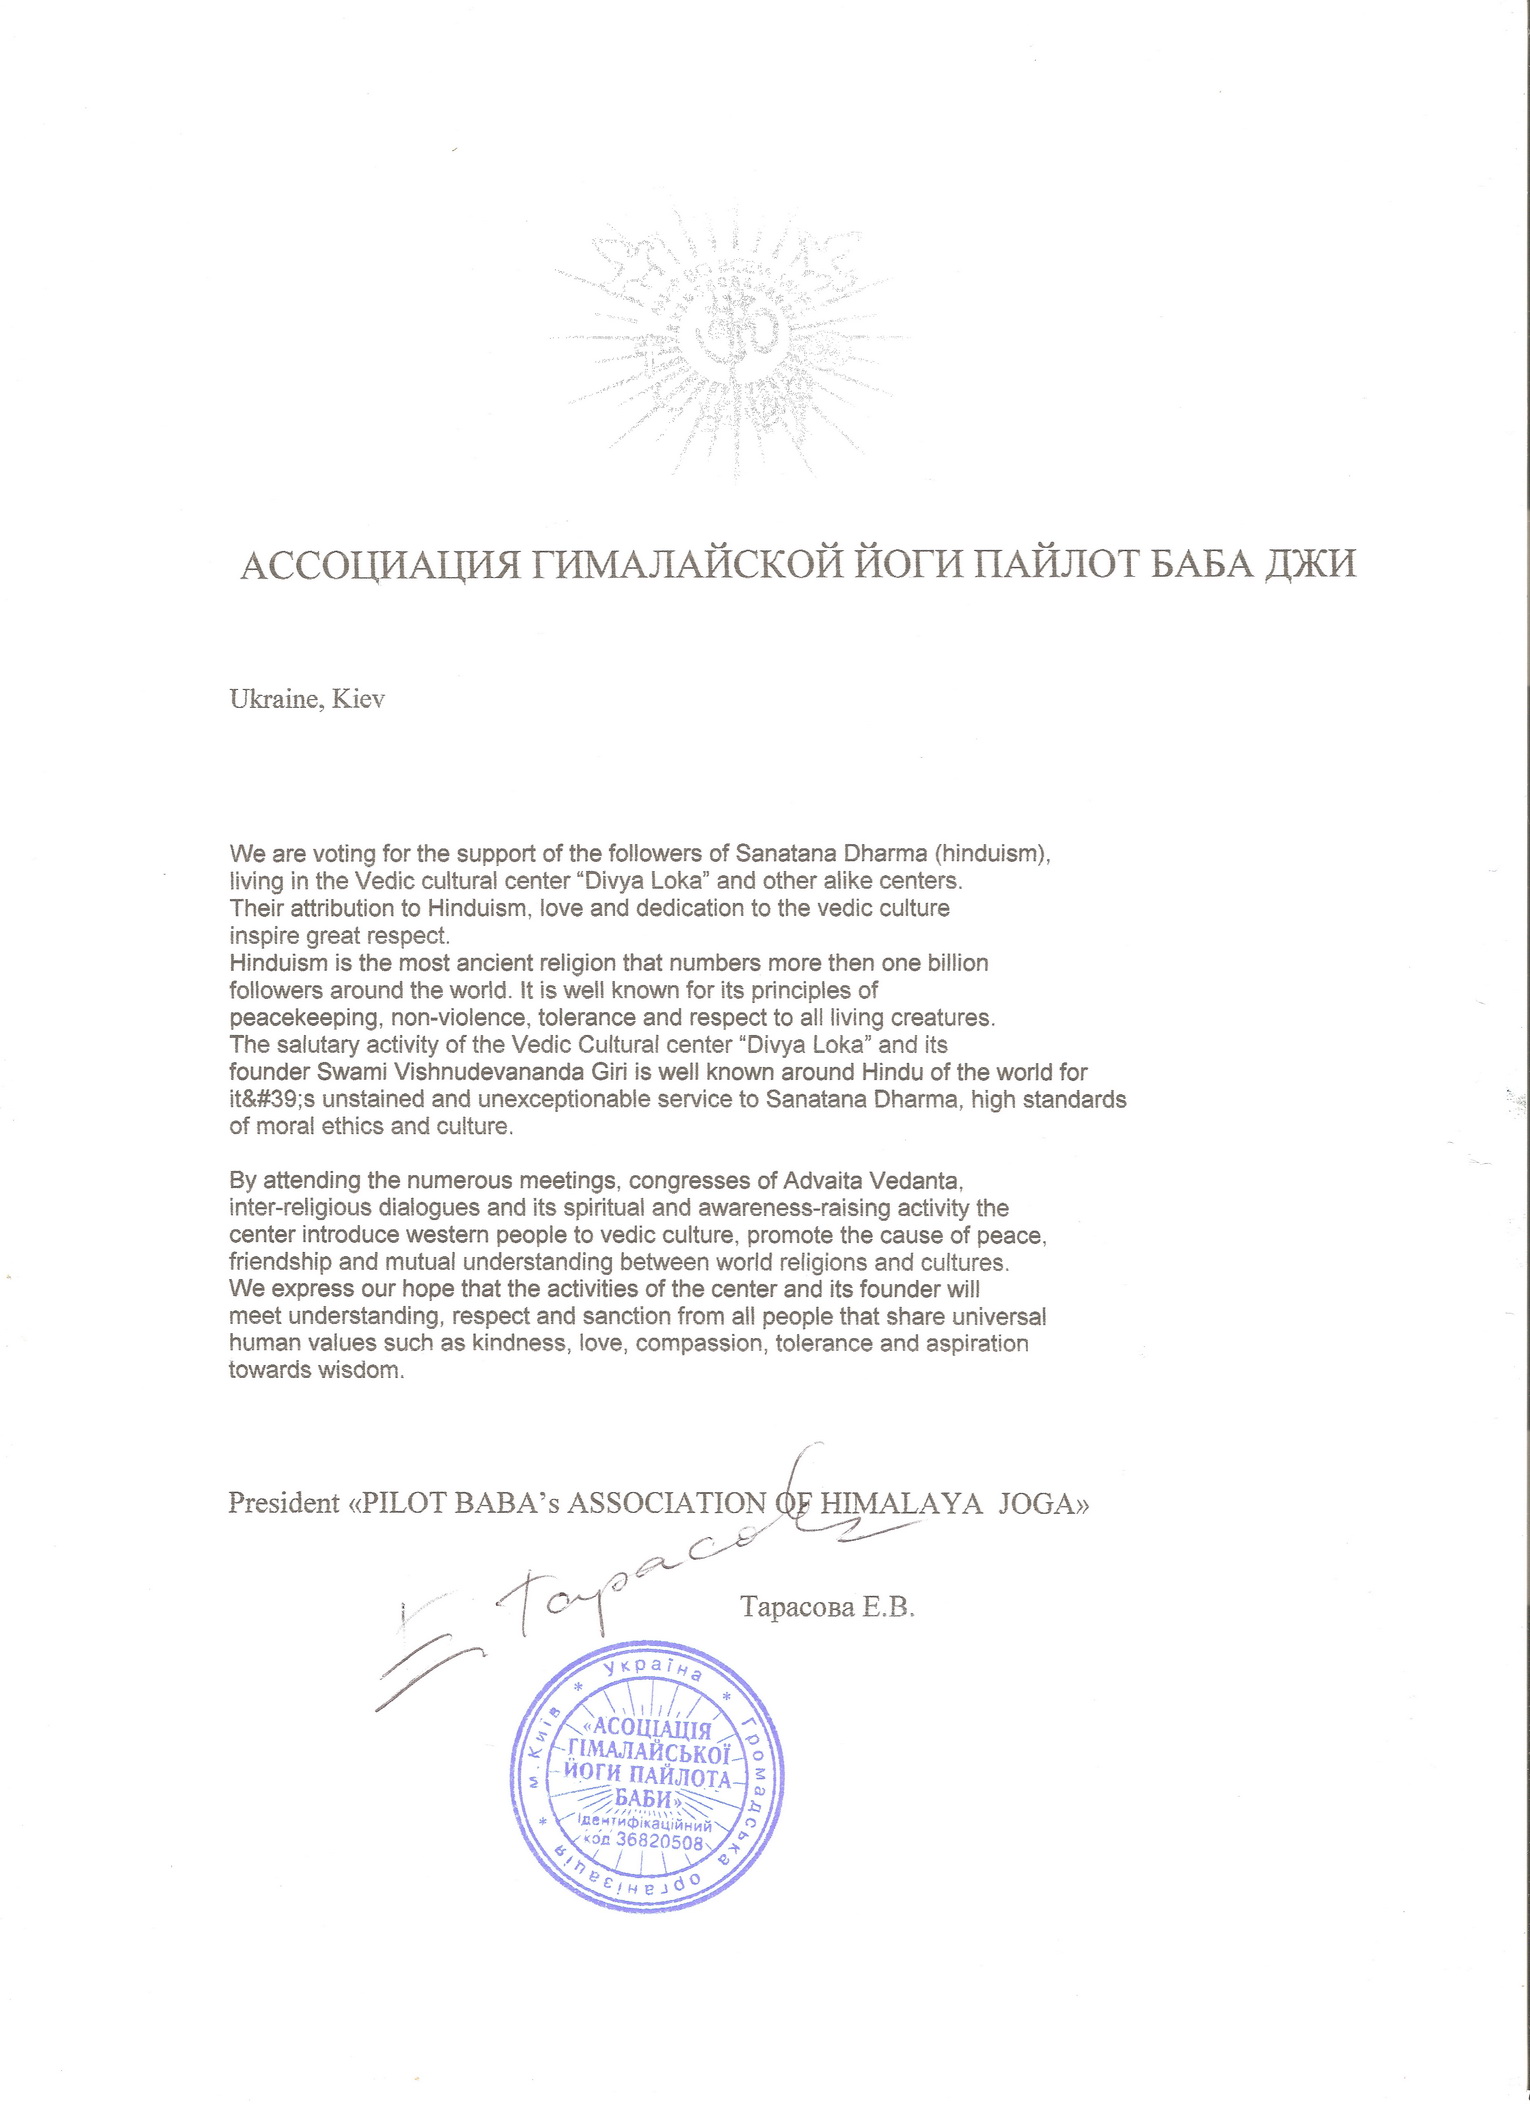 АССОЦИАЦИЯ ГИМАЛАЙСКОЙ ЙОГИ ПАЙЛОТ БАБА ДЖИ
Ukraine, Kiev
We are voting for the support of the followers of Sanatana Dharma (hinduism),
living in the Vedic cultural center “Divya Loka” and other alike centers.
Their attribution to Hinduism, love and dedication to the vedic culture
inspire great respect.
Hinduism is the most ancient religion that numbers more then one billion
followers around the world. It is well known for its principles of
peacekeeping, non-violence, tolerance and respect to all living creatures.
The salutary activity of the Vedic Cultural center “Divya Loka” and its
founder Swami Vishnudevananda Giri is well known around Hindu of the world for
it&#39;s unstained and unexceptionable service to Sanatana Dharma, high standards
of moral ethics and culture.
By attending the numerous meetings, congresses of Advaita Vedanta,
inter-religious dialogues and its spiritual and awareness-raising activity the
center introduce western people to vedic culture, promote the cause of peace,
friendship and mutual understanding between world religions and cultures.
We express our hope that the activities of the center and its founder will
meet understanding, respect and sanction from all people that share universal
human values such as kindness, love, compassion, tolerance and aspiration
towards wisdom.
President «PILOT BABA’s ASSOCIATION OF HIMALAYA JOGA»
Тарасова Е.В.
м.Київ * Україна * Громадська організація *
«АСОЦІАЦІЯ
ГІМАЛАЙСЬКОЇ
ЙОГИ ПАЙЛОТА
БАБИ»
Ідентифікаційний
код 36820508